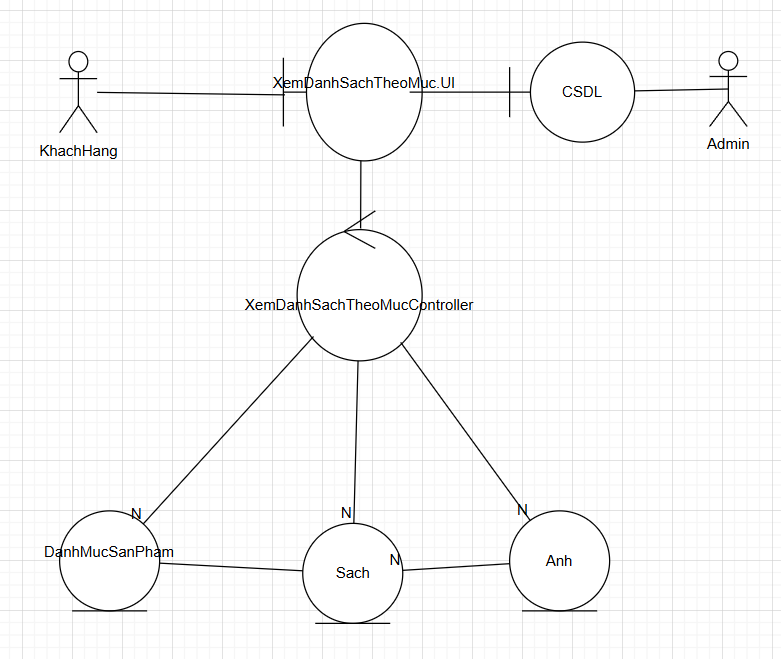 XemDanhSachTheoMuc.UI
CSDL
KhachHang
Admin
XemDanhSachTheoMucController
N
N
N
DanhMucSanPham
N
Sach
Anh